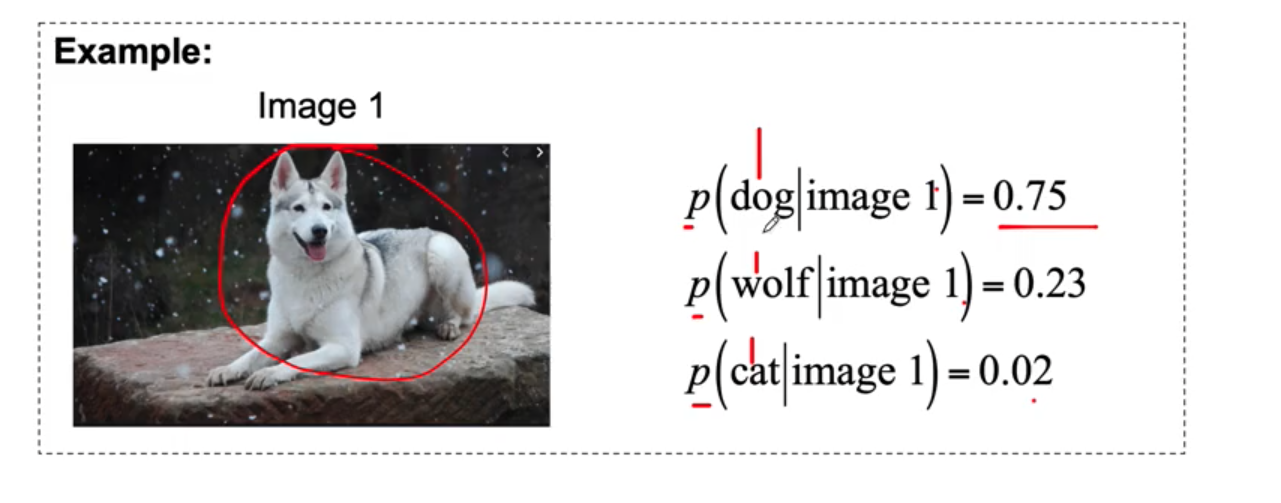 Example:
Image 1
p(dog|image 1) = 0.75
p(wolf|image 1) = 0.23
p(cat|image 1) = 0.02